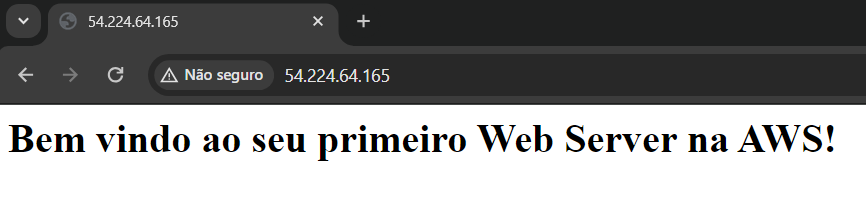 54.224.64.165
Não seguro 54.224.64.165
Bem vindo ao seu primeiro Web Server na AWS!